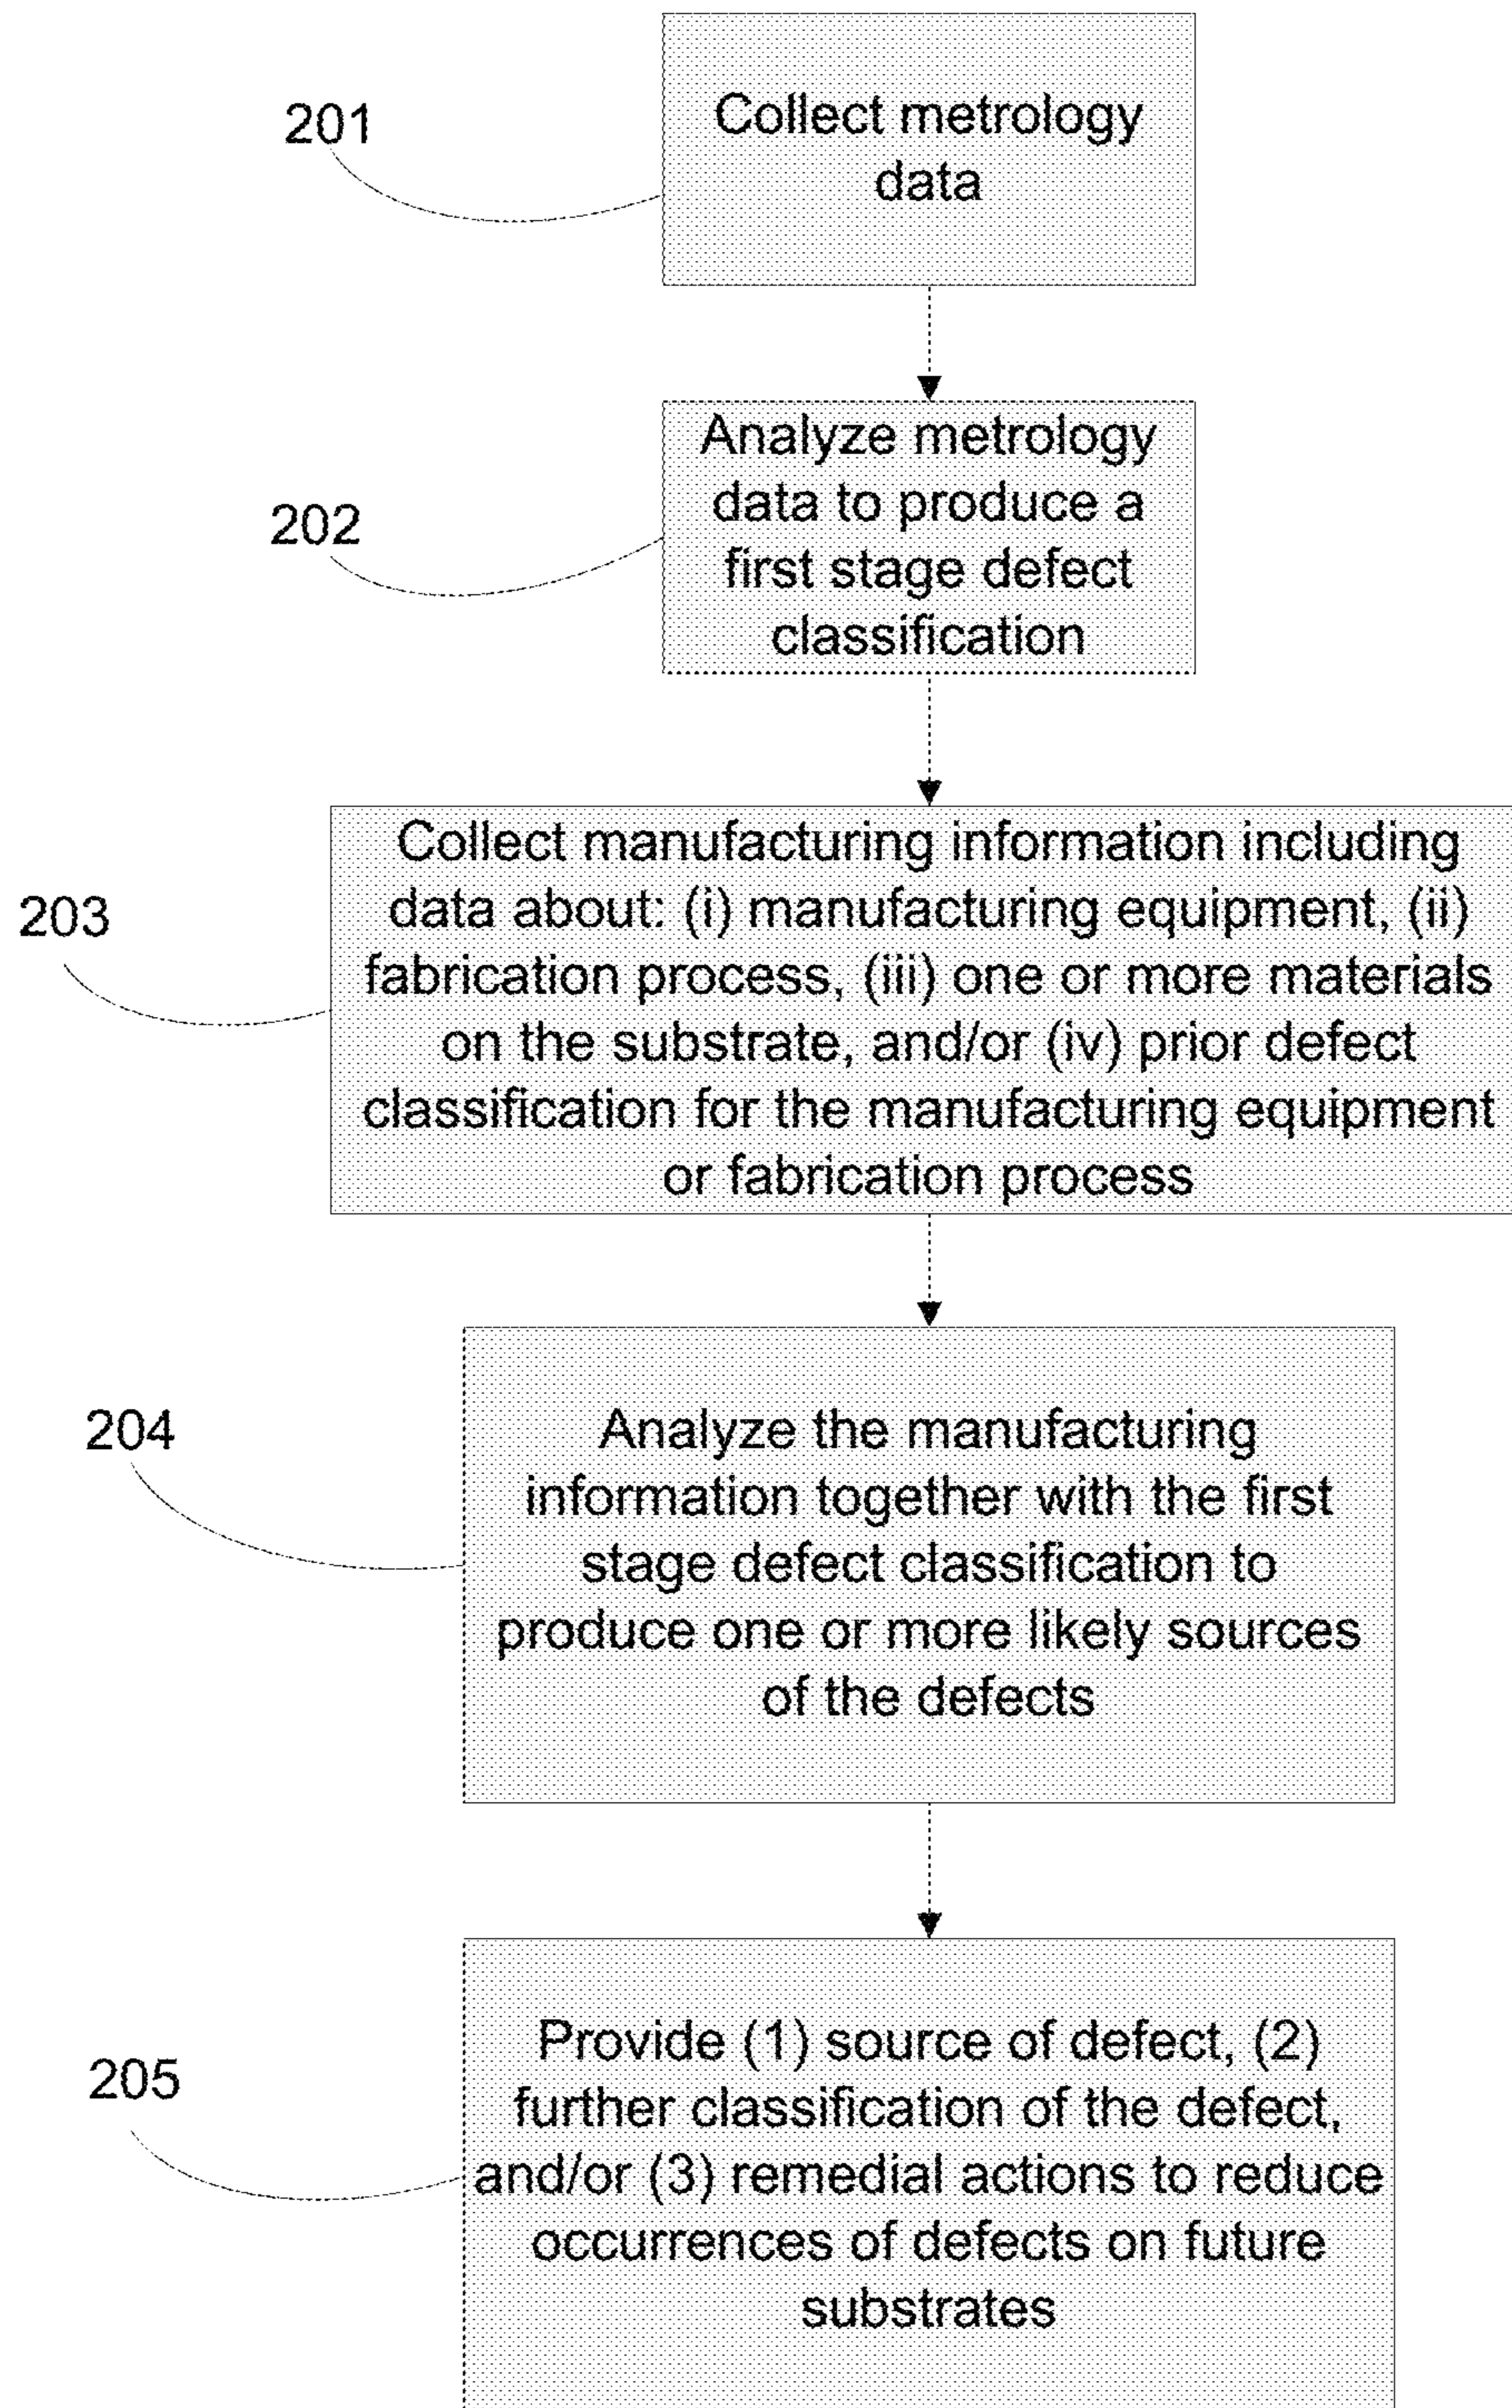 201
Collect metrology
data
202
Analyze metrology
data to produce a
first stage defect
classification
203
Collect manufacturing information including
data about: (i) manufacturing equipment, (ii)
fabrication process, (iii) one or more materials
on the substrate, and/or (iv) prior defect
classification for the manufacturing equipment
or fabrication process
204
Analyze the manufacturing
information together with the first
stage defect classification to
produce one or more likely sources
of the defects
205
Provide (1) source of defect, (2)
further classification of the defect,
and/or (3) remedial actions to reduce
occurrences of defects on future
substrates